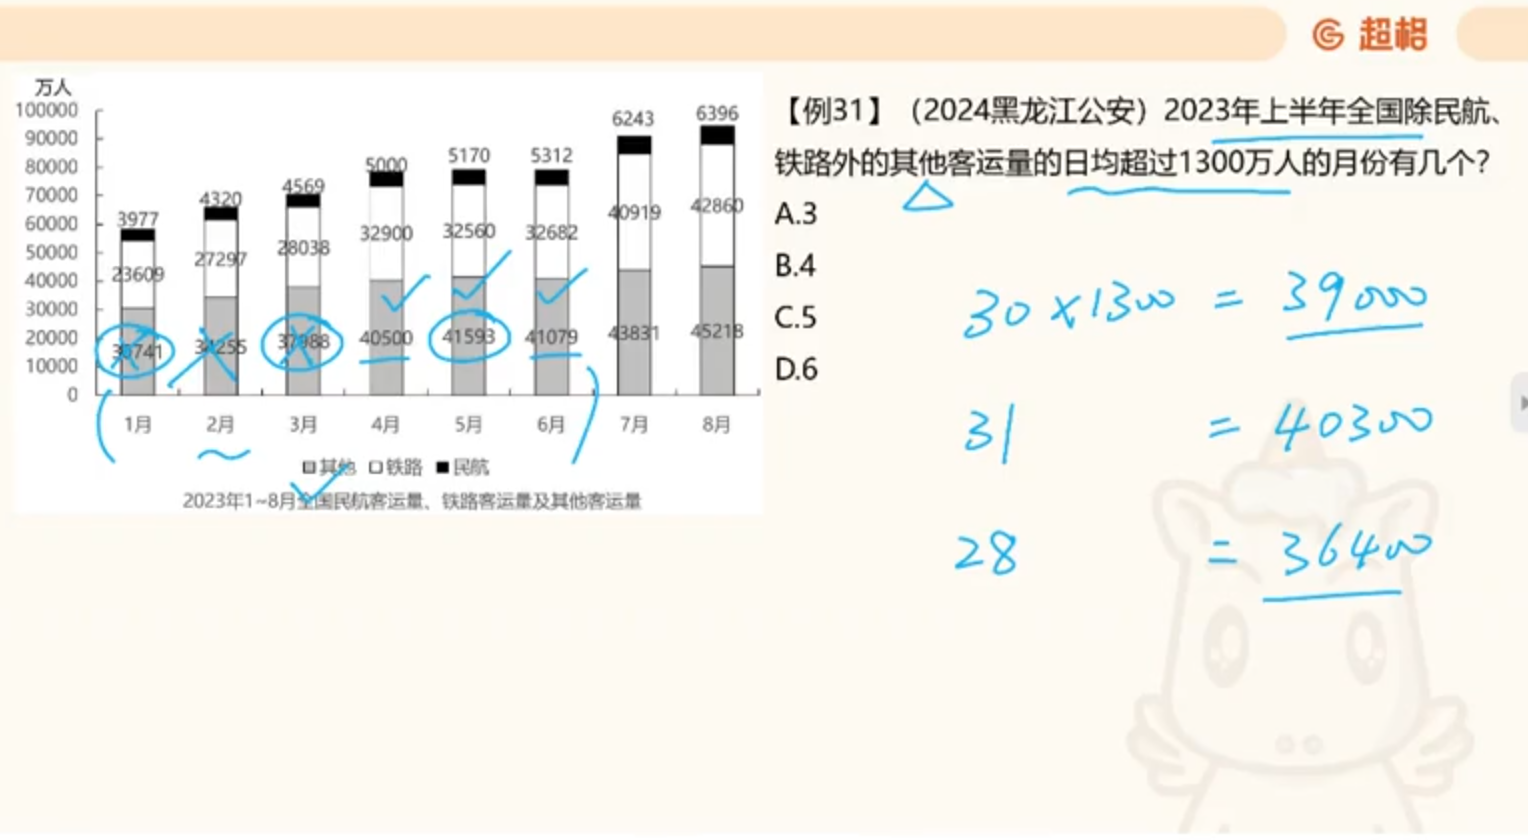 超格
万人
100000
90000
80000
70000
60000
50000
40000
30000
20000
10000
0
3977 4320 4569 5000 5170 5312 6243 6396
23609 27297 28038 32900 32560 32682 40919 42860
30741 34255 37988 40500 41593 41079 43831 45218
1月 2月 3月 4月 5月 6月 7月 8月
其他 铁路 民航
2023年1~8月全国民航客运量、铁路客运量及其他客运量
【例31】（2024黑龙江公安）2023年上半年全国除民航、
铁路外的其他客运量的日均超过1300万人的月份有几个?
A.3
B.4
C.5
D.6
30×1300 = 39000
31 = 40300
28 = 36400